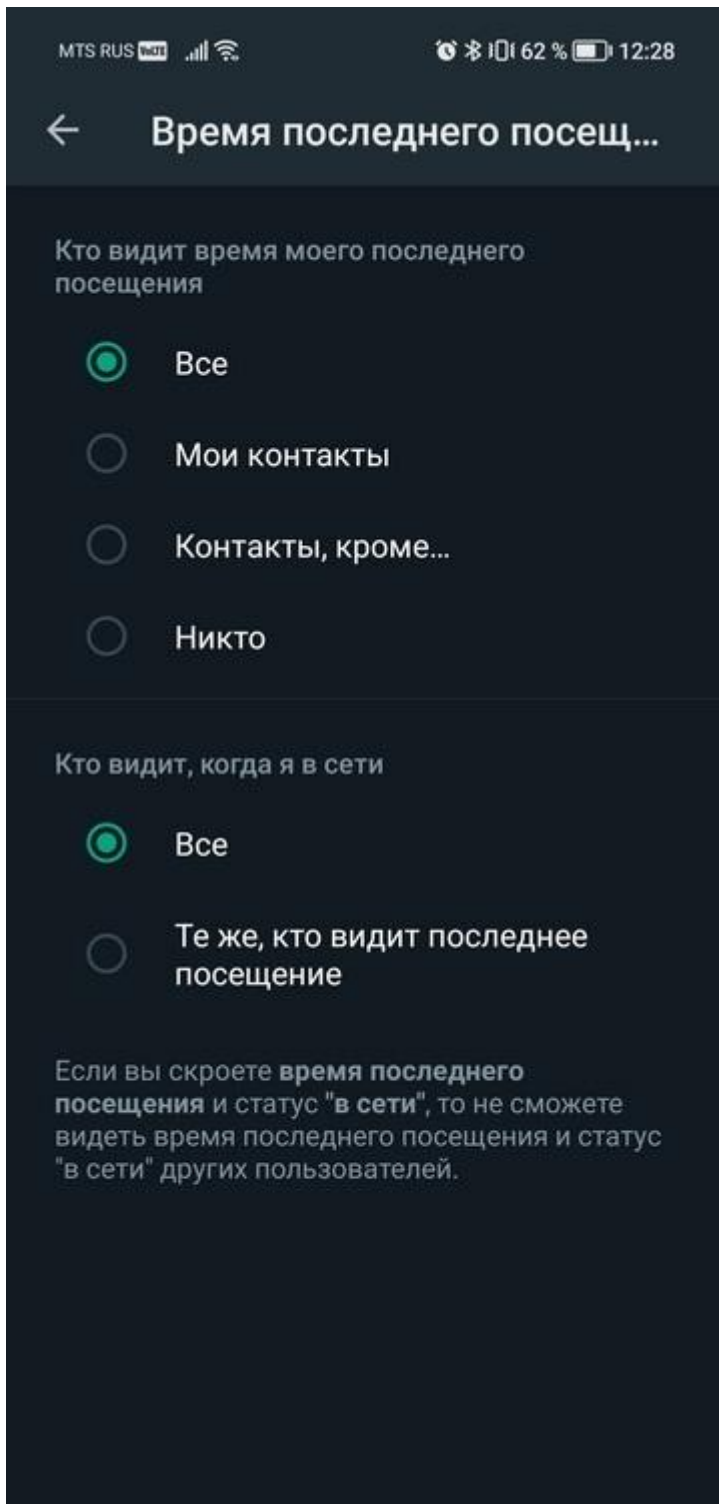 MTS RUS VoLTE 62 % 12:28
Время последнего посещ...
Кто видит время моего последнего
посещения
Все
Мои контакты
Контакты, кроме...
Никто
Кто видит, когда я в сети
Все
Те же, кто видит последнее
посещение
Если вы скроете время последнего
посещения и статус "в сети", то не сможете
видеть время последнего посещения и статус
"в сети" других пользователей.